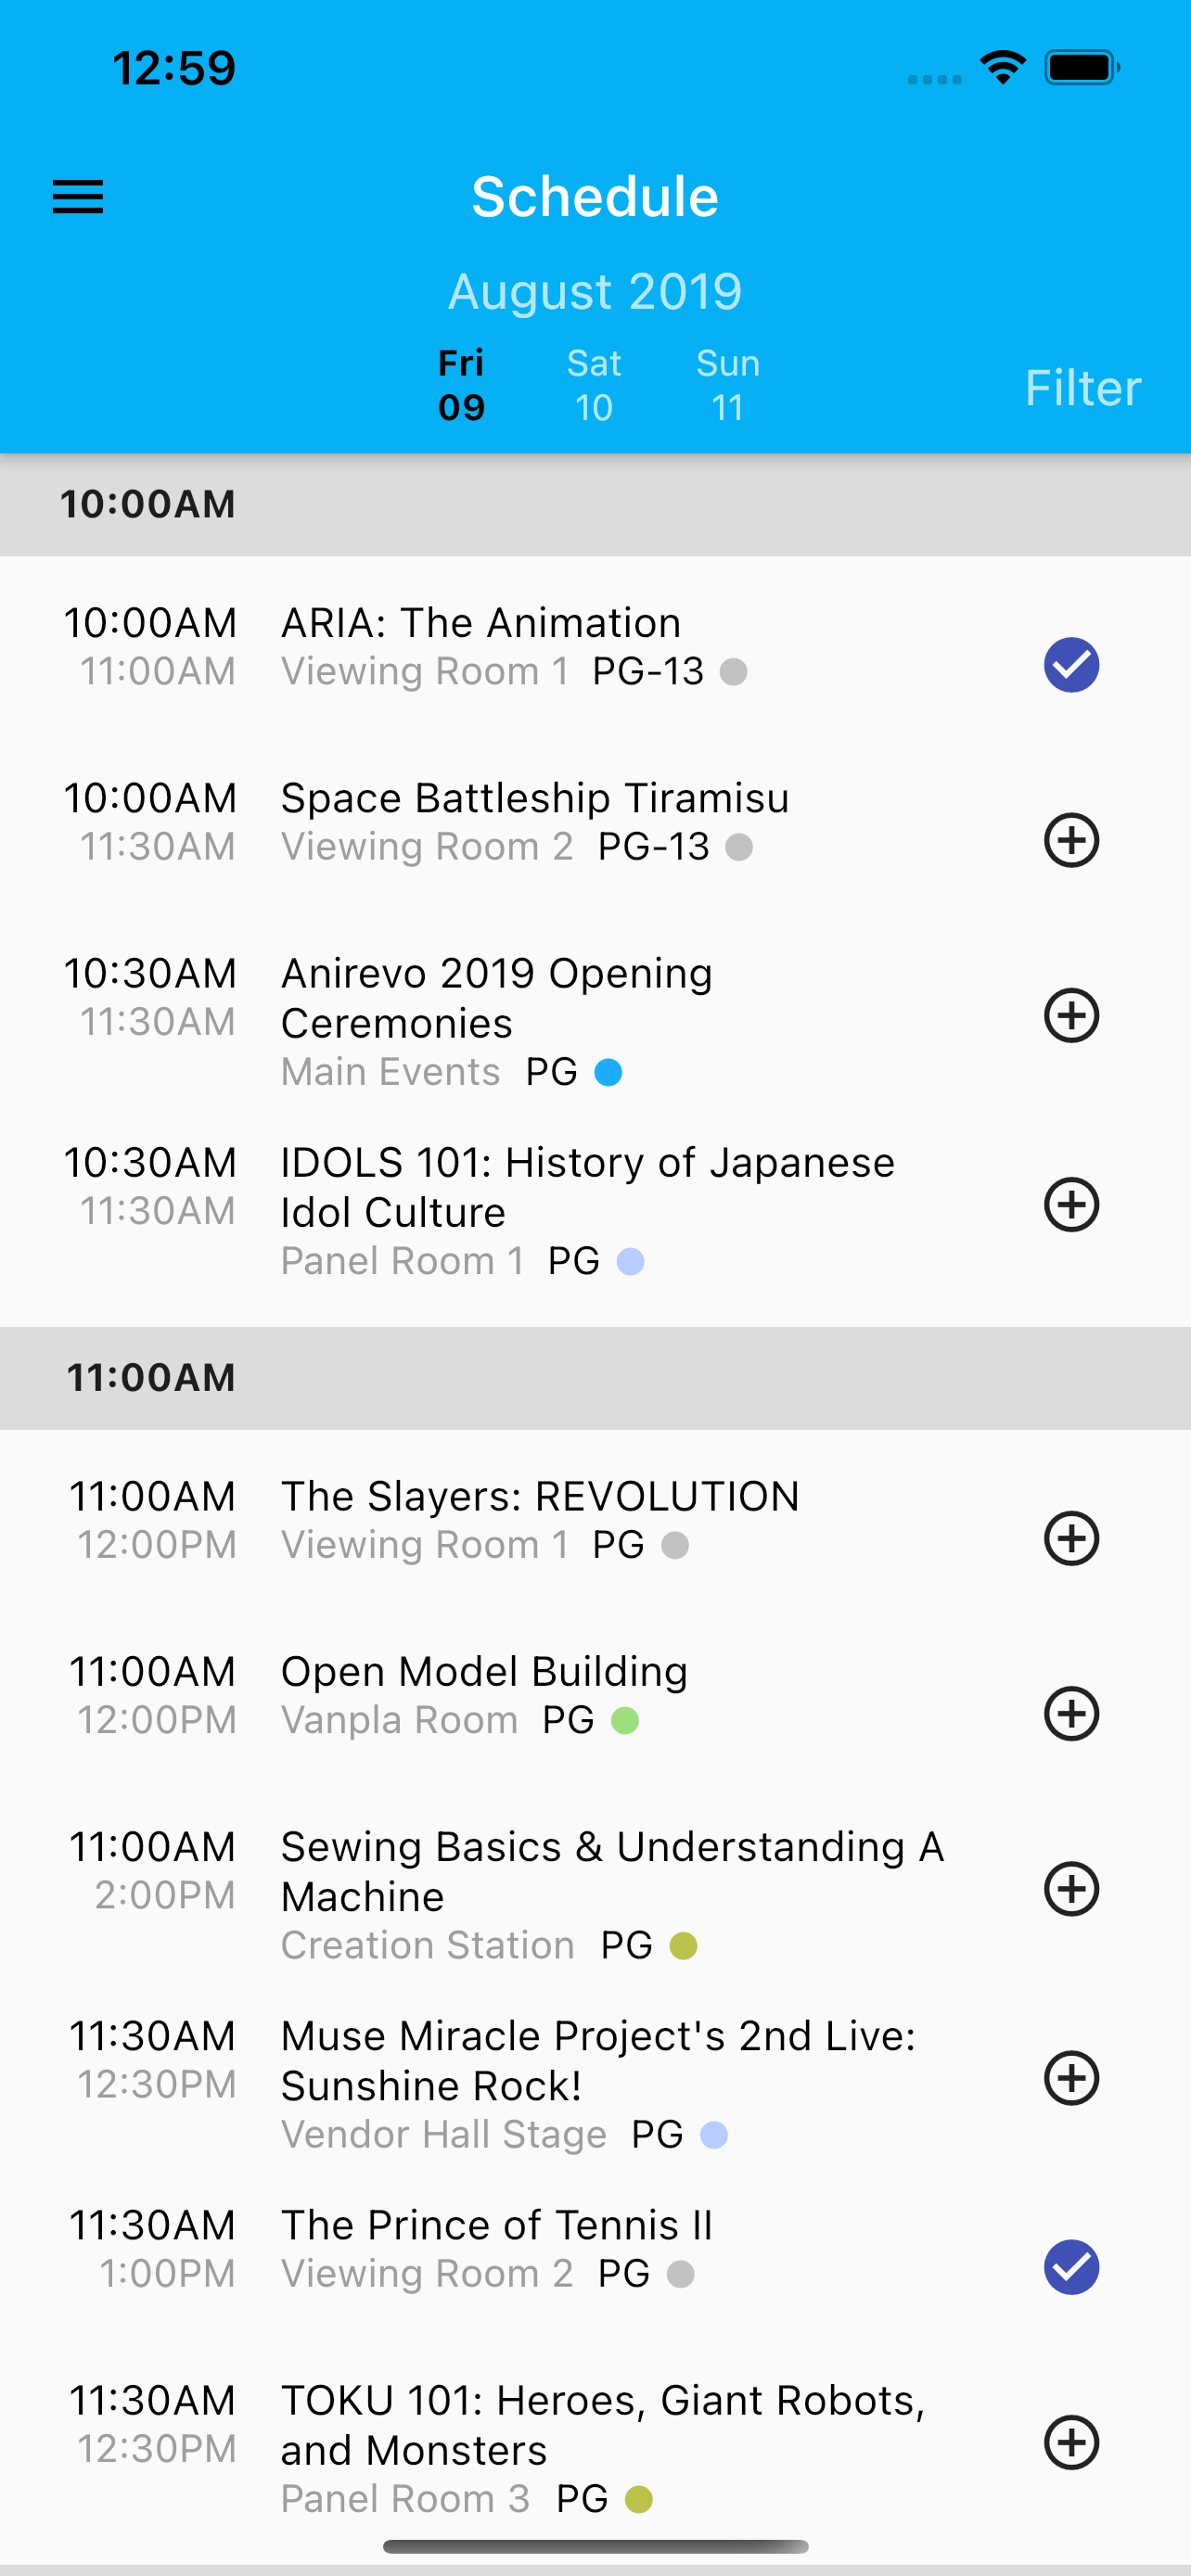 12:59
Schedule
August 2019
Fri Sat Sun
09 10 11
Filter
10:00AM
10:00AM ARIA: The Animation
11:00AM Viewing Room 1 PG-13
10:00AM Space Battleship Tiramisu
11:30AM Viewing Room 2 PG-13
10:30AM Anirevo 2019 Opening
11:30AM Ceremonies
Main Events PG
10:30AM IDOLS 101: History of Japanese
11:30AM Idol Culture
Panel Room 1 PG
11:00AM
11:00AM The Slayers: REVOLUTION
12:00PM Viewing Room 1 PG
11:00AM Open Model Building
12:00PM Vanpla Room PG
11:00AM Sewing Basics & Understanding A
2:00PM Machine
Creation Station PG
11:30AM Muse Miracle Project's 2nd Live:
12:30PM Sunshine Rock!
Vendor Hall Stage PG
11:30AM The Prince of Tennis II
1:00PM Viewing Room 2 PG
11:30AM TOKU 101: Heroes, Giant Robots,
12:30PM and Monsters
Panel Room 3 PG